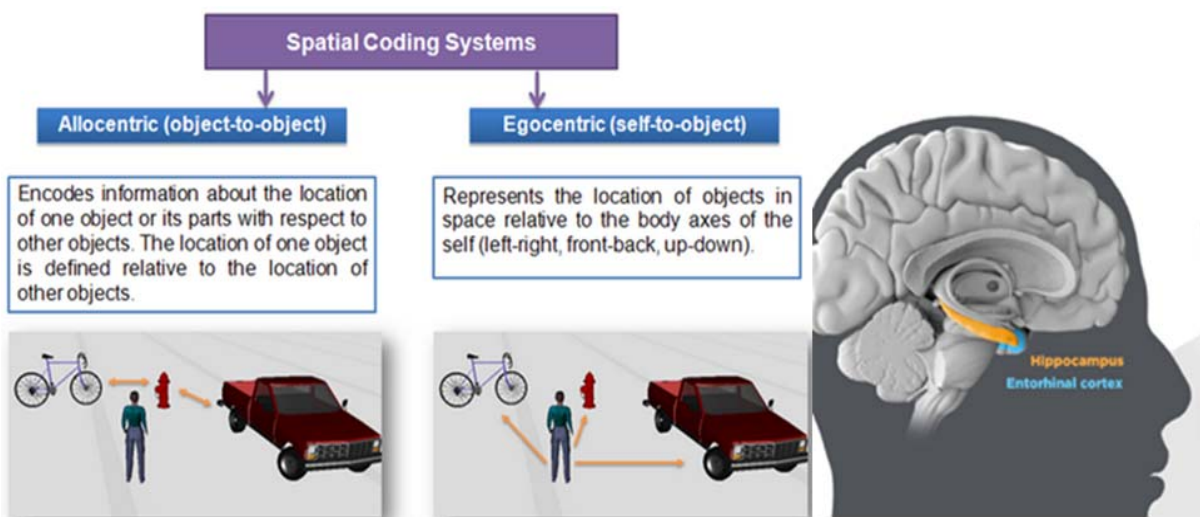 Spatial Coding Systems
Allocentric (object-to-object)
Encodes information about the location
of one object or its parts with respect to
other objects. The location of one object
is defined relative to the location of
other objects.
Egocentric (self-to-object)
Represents the location of objects in
space relative to the body axes of the
self (left-right, front-back, up-down).
Hippocampus
Entorhinal cortex